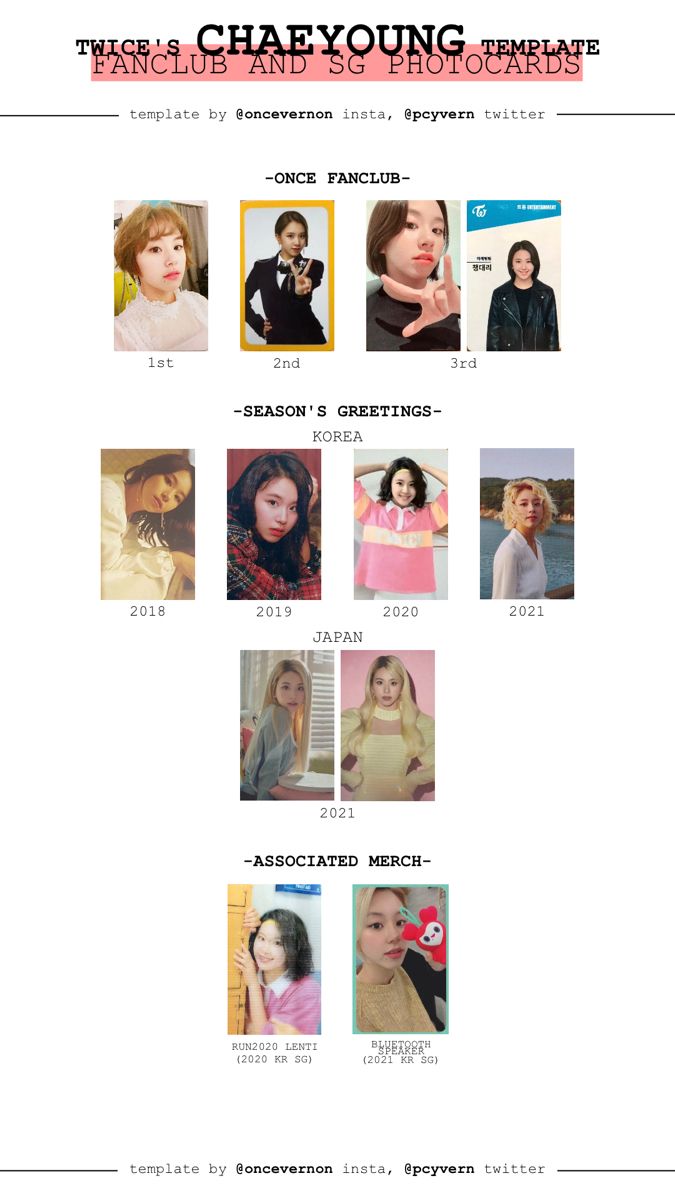 TWICE'S CHAEYOUNG TEMPLATE
FANCLUB AND SG PHOTOCARDS
template by @oncevernon insta, @pcyvern twitter
-ONCE FANCLUB-
ENTERTAINMENT
챙대리
1st
2nd
3rd
-SEASON'S GREETINGS-
KOREA
2018
2019
2020
2021
JAPAN
2021
-ASSOCIATED MERCH-
RUN2020 LENTI
(2020 KR SG)
BLUETOOTH
SPEAKER
(2021 KR SG)
template by @oncevernon insta, @pcyvern twitter